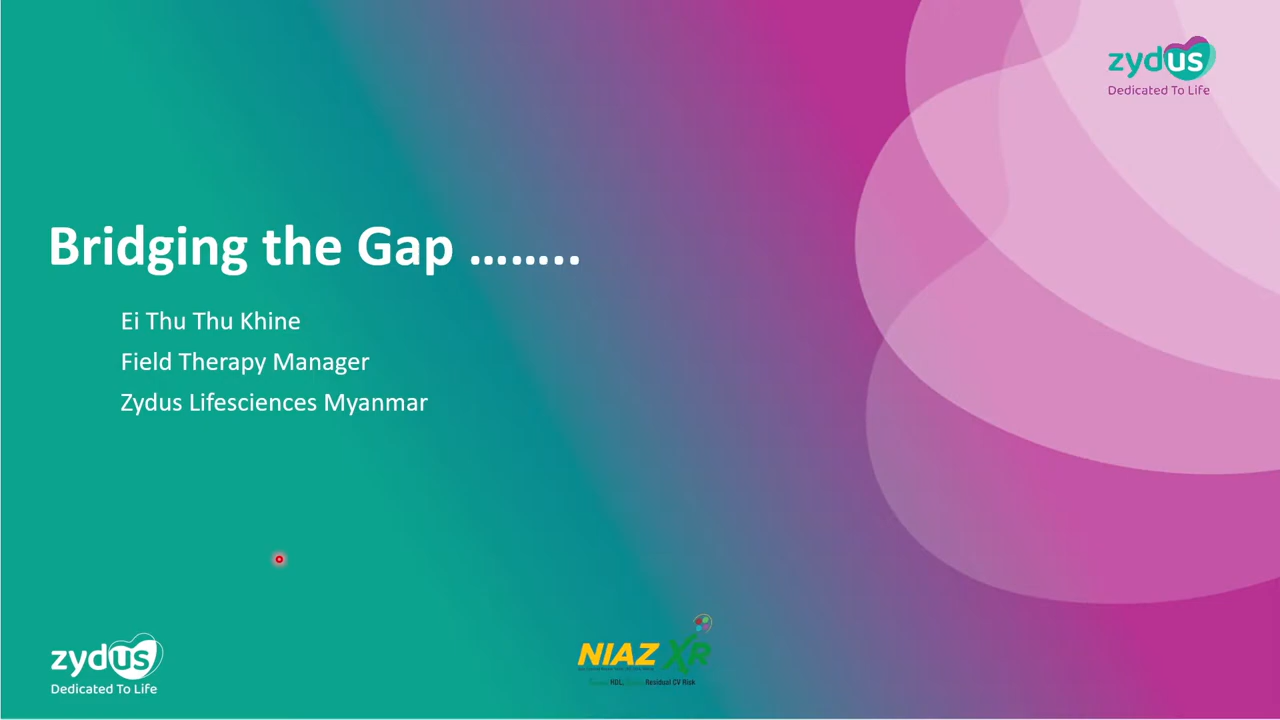 zydus
Dedicated To Life
Bridging the Gap ........
Ei Thu Thu Khine
Field Therapy Manager
Zydus Lifesciences Myanmar
zydus
Dedicated To Life
NIAZ XR
HDL, Residual CV Risk